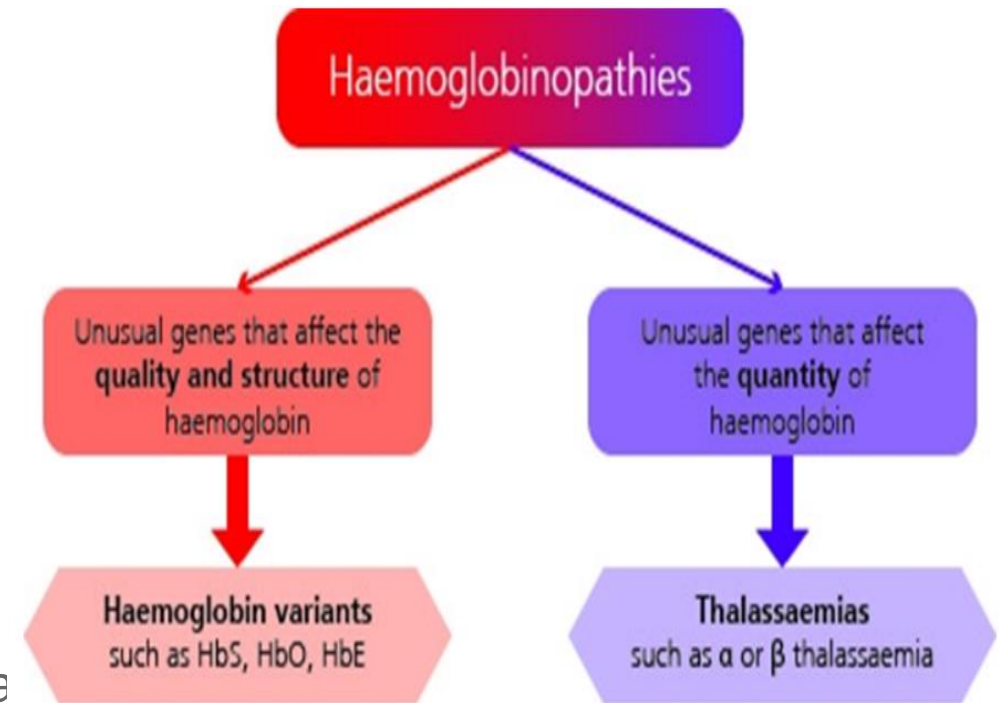 Haemoglobinopathies
Unusual genes that affect the
quality and structure of
haemoglobin
Unusual genes that affect
the quantity of
haemoglobin
Haemoglobin variants
such as HbS, HbO, HbE
Thalassaemias
such as α or β thalassaemia